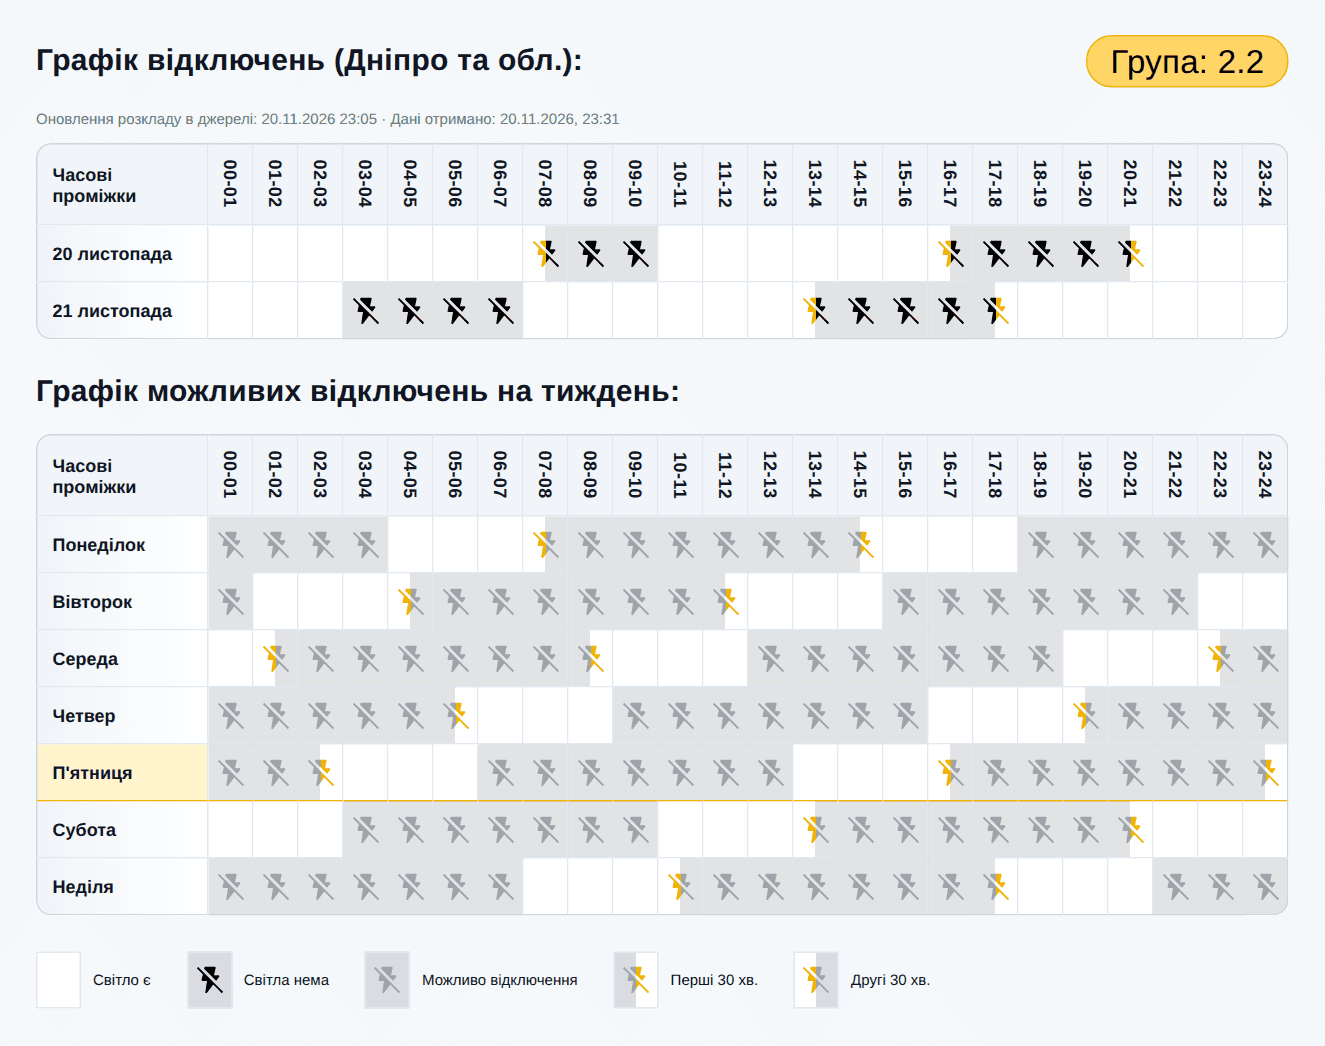 Графік відключень (Дніпро та обл.):
Група: 2.2
Оновлення розкладу в джерелі: 20.11.2026 23:05 · Дані отримано: 20.11.2026, 23:31
Часові проміжки 00-01 01-02 02-03 03-04 04-05 05-06 06-07 07-08 08-09 09-10 10-11 11-12 12-13 13-14 14-15 15-16 16-17 17-18 18-19 19-20 20-21 21-22 22-23 23-24
20 листопада
21 листопада
Графік можливих відключень на тиждень:
Часові проміжки 00-01 01-02 02-03 03-04 04-05 05-06 06-07 07-08 08-09 09-10 10-11 11-12 12-13 13-14 14-15 15-16 16-17 17-18 18-19 19-20 20-21 21-22 22-23 23-24
Понеділок
Вівторок
Середа
Четвер
П'ятниця
Субота
Неділя
Світло є Світла нема Можливо відключення Перші 30 хв. Другі 30 хв.